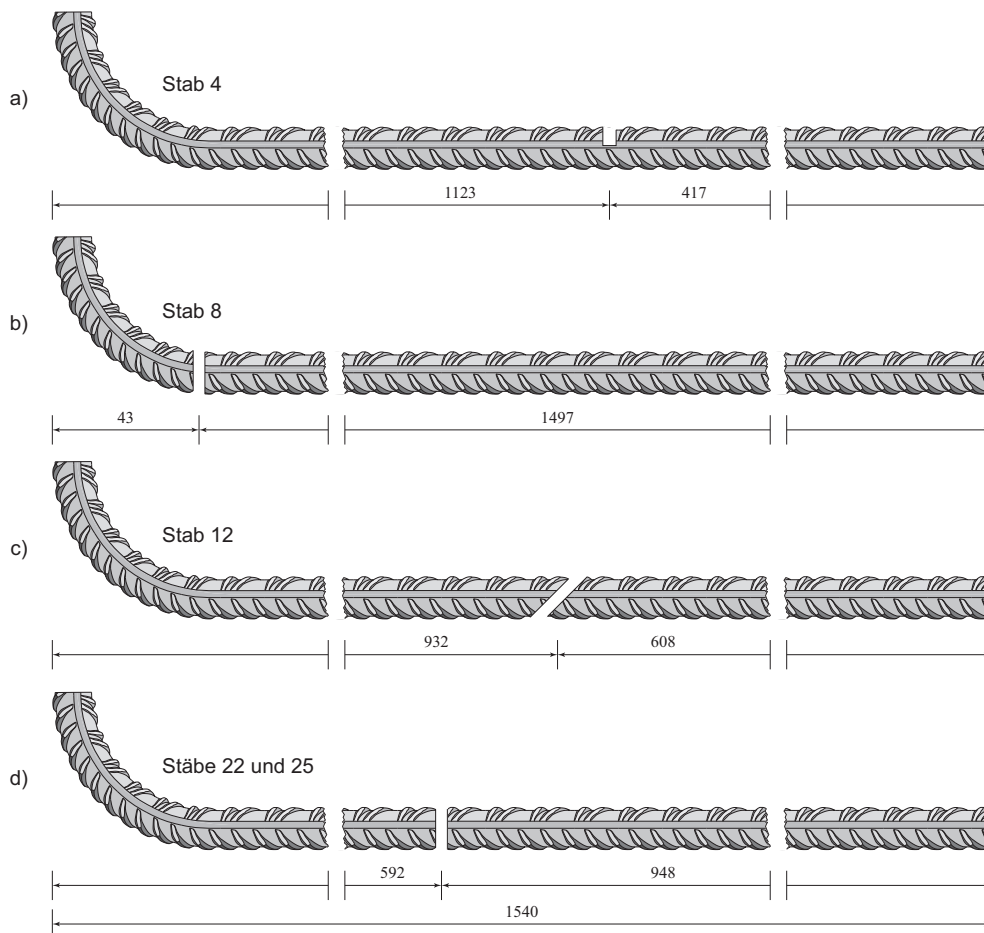 a)
Stab 4
1123 417
b)
Stab 8
43 1497
c)
Stab 12
932 608
d)
Stäbe 22 und 25
592 948
1540